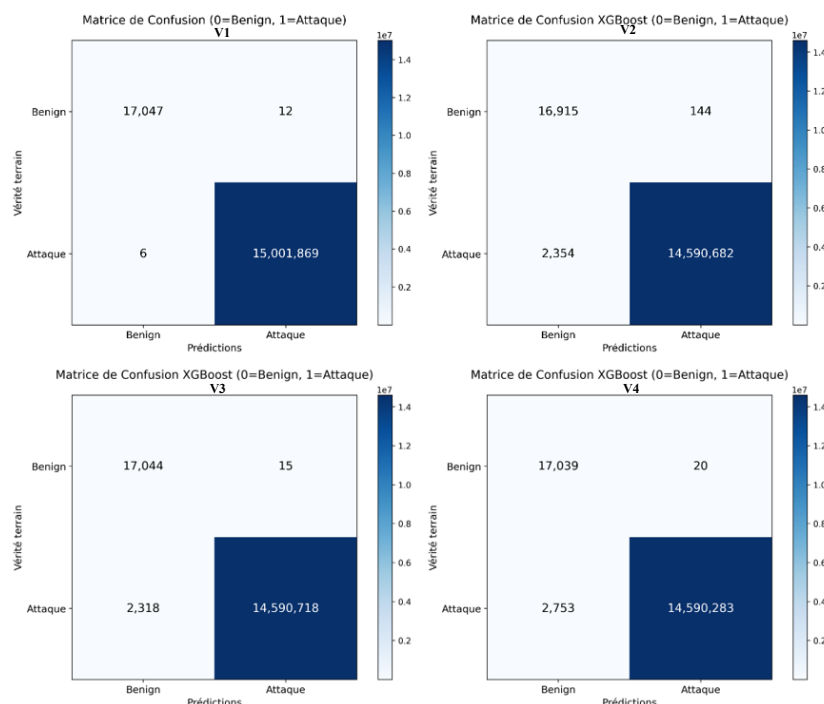 Matrice de Confusion (0=Benign, 1=Attaque)
V1
1e7
Benign
17,047
12
1.4
1.2
1.0
0.8
0.6
0.4
0.2
Vérité terrain
Attaque
6
15,001,869
Benign
Attaque
Prédictions
Matrice de Confusion XGBoost (0=Benign, 1=Attaque)
V2
1e7
Benign
16,915
144
1.4
1.2
1.0
0.8
0.6
0.4
0.2
Vérité terrain
Attaque
2,354
14,590,682
Benign
Attaque
Prédictions
Matrice de Confusion XGBoost (0=Benign, 1=Attaque)
V3
1e7
Benign
17,044
15
1.4
1.2
1.0
0.8
0.6
0.4
0.2
Vérité terrain
Attaque
2,318
14,590,718
Benign
Attaque
Prédictions
Matrice de Confusion XGBoost (0=Benign, 1=Attaque)
V4
1e7
Benign
17,039
20
1.4
1.2
1.0
0.8
0.6
0.4
0.2
Vérité terrain
Attaque
2,753
14,590,283
Benign
Attaque
Prédictions